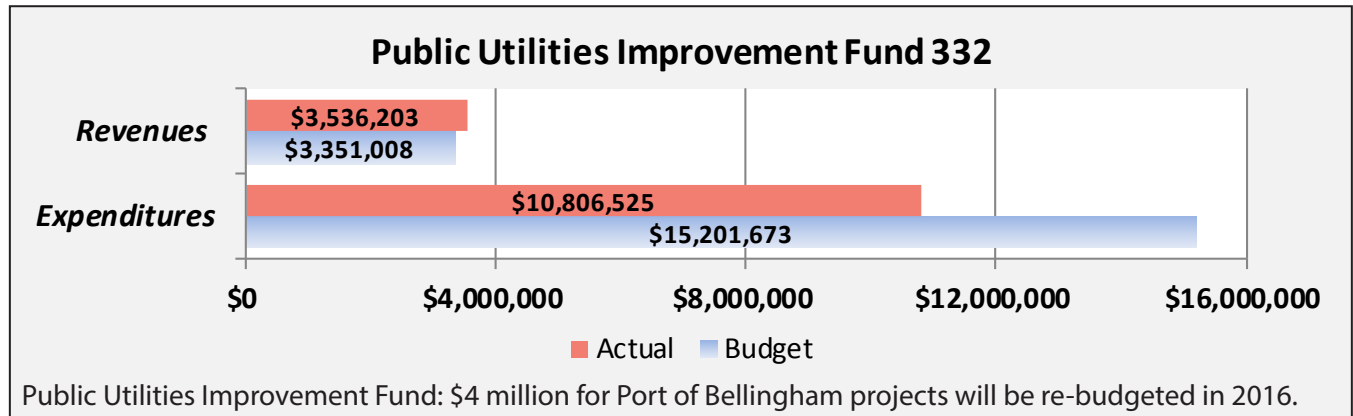 Public Utilities Improvement Fund 332
Revenues
$3,536,203
$3,351,008
Expenditures
$10,806,525
$15,201,673
$0 $4,000,000 $8,000,000 $12,000,000 $16,000,000
Actual Budget
Public Utilities Improvement Fund: $4 million for Port of Bellingham projects will be re-budgeted in 2016.